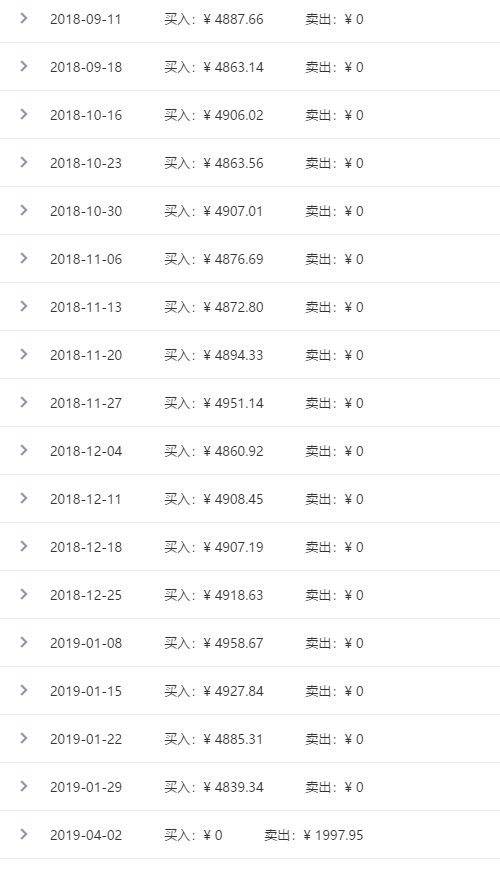 2018-09-11 买入：¥ 4887.66 卖出：¥ 0
2018-09-18 买入：¥ 4863.14 卖出：¥ 0
2018-10-16 买入：¥ 4906.02 卖出：¥ 0
2018-10-23 买入：¥ 4863.56 卖出：¥ 0
2018-10-30 买入：¥ 4907.01 卖出：¥ 0
2018-11-06 买入：¥ 4876.69 卖出：¥ 0
2018-11-13 买入：¥ 4872.80 卖出：¥ 0
2018-11-20 买入：¥ 4894.33 卖出：¥ 0
2018-11-27 买入：¥ 4951.14 卖出：¥ 0
2018-12-04 买入：¥ 4860.92 卖出：¥ 0
2018-12-11 买入：¥ 4908.45 卖出：¥ 0
2018-12-18 买入：¥ 4907.19 卖出：¥ 0
2018-12-25 买入：¥ 4918.63 卖出：¥ 0
2019-01-08 买入：¥ 4958.67 卖出：¥ 0
2019-01-15 买入：¥ 4927.84 卖出：¥ 0
2019-01-22 买入：¥ 4885.31 卖出：¥ 0
2019-01-29 买入：¥ 4839.34 卖出：¥ 0
2019-04-02 买入：¥ 0 卖出：¥ 1997.95